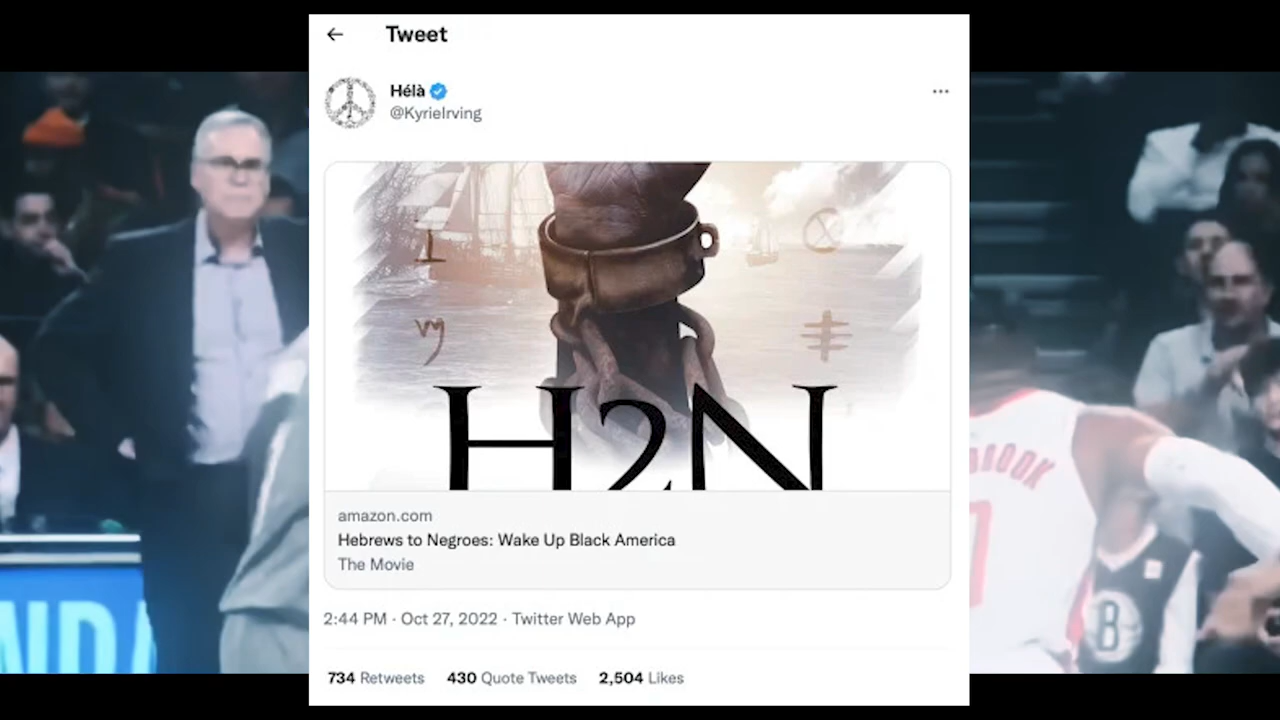 Tweet
Hélà
@KyrieIrving
H2N
amazon.com
Hebrews to Negroes: Wake Up Black America
The Movie
2:44 PM · Oct 27, 2022 · Twitter Web App
734 Retweets 430 Quote Tweets 2,504 Likes
B